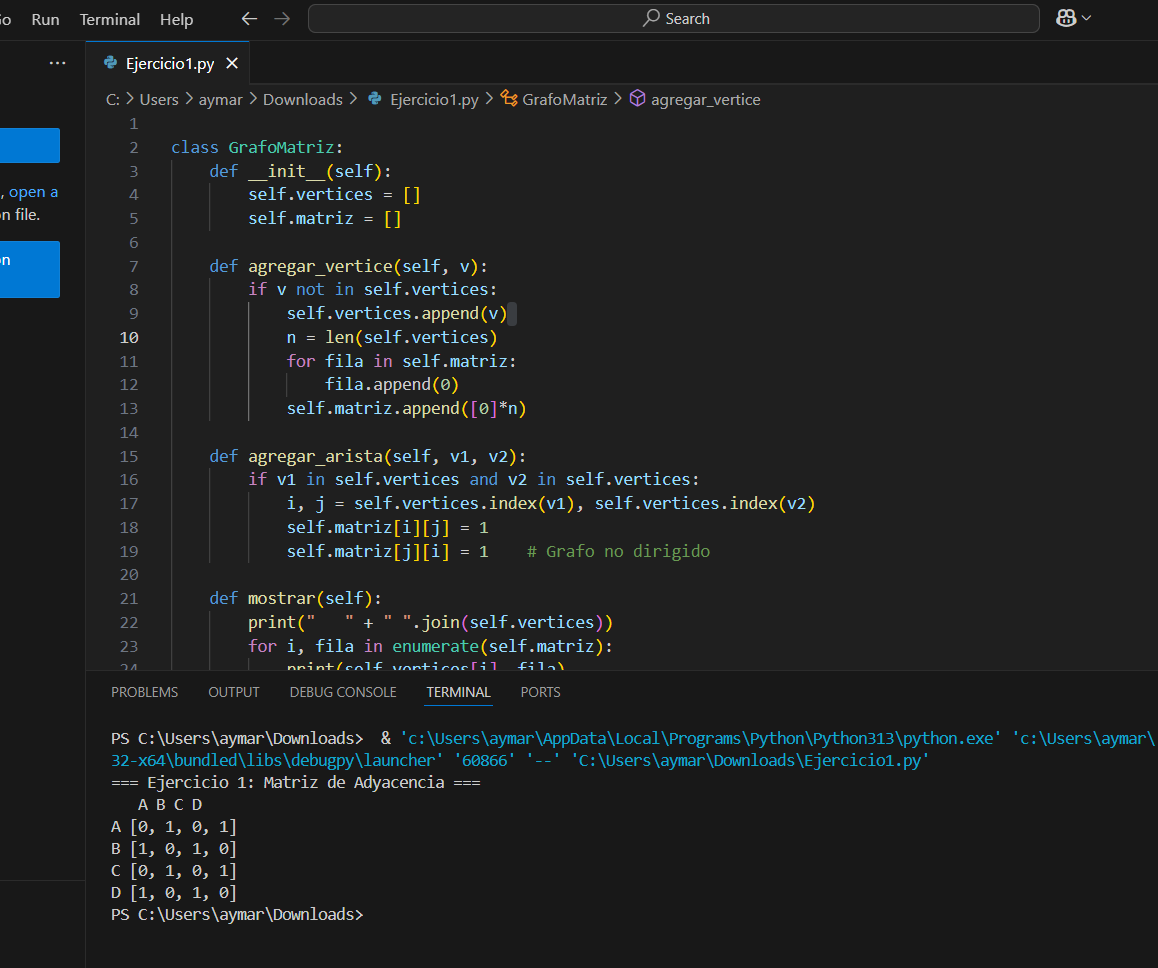 Run Terminal Help Search
Ejercicio1.py
C: > Users > aymar > Downloads > Ejercicio1.py > GrafoMatriz > agregar_vertice
, open a
n file.
1
2 class GrafoMatriz:
3     def __init__(self):
4         self.vertices = []
5         self.matriz = []
6
7     def agregar_vertice(self, v):
8         if v not in self.vertices:
9             self.vertices.append(v)
10             n = len(self.vertices)
11             for fila in self.matriz:
12                 fila.append(0)
13             self.matriz.append([0]*n)
14
15     def agregar_arista(self, v1, v2):
16         if v1 in self.vertices and v2 in self.vertices:
17             i, j = self.vertices.index(v1), self.vertices.index(v2)
18             self.matriz[i][j] = 1
19             self.matriz[j][i] = 1    # Grafo no dirigido
20
21     def mostrar(self):
22         print("   " + " ".join(self.vertices))
23         for i, fila in enumerate(self.matriz):
24             print(self.vertices[i], fila)
PROBLEMS OUTPUT DEBUG CONSOLE TERMINAL PORTS
PS C:\Users\aymar\Downloads>  & 'c:\Users\aymar\AppData\Local\Programs\Python\Python313\python.exe' 'c:\Users\aymar\
32-x64\bundled\libs\debugpy\launcher' '60866' '--' 'C:\Users\aymar\Downloads\Ejercicio1.py'
=== Ejercicio 1: Matriz de Adyacencia ===
   A B C D
A [0, 1, 0, 1]
B [1, 0, 1, 0]
C [0, 1, 0, 1]
D [1, 0, 1, 0]
PS C:\Users\aymar\Downloads>